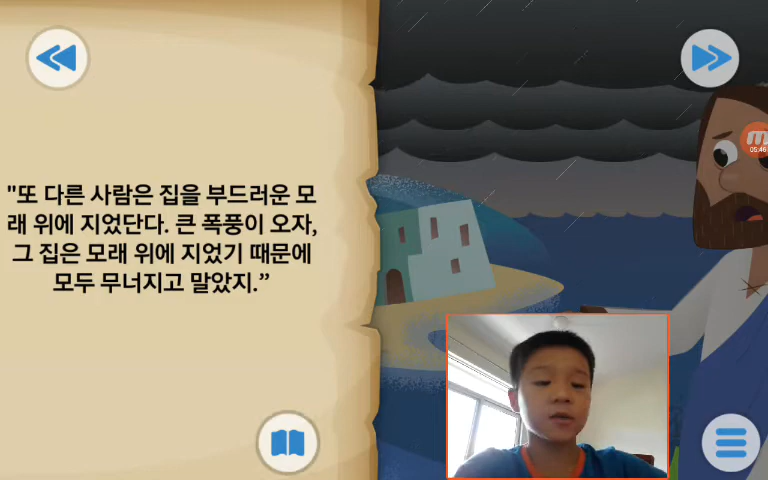 "또 다른 사람은 집을 부드러운 모
래 위에 지었단다. 큰 폭풍이 오자,
그 집은 모래 위에 지었기 때문에
모두 무너지고 말았지.”
05:46